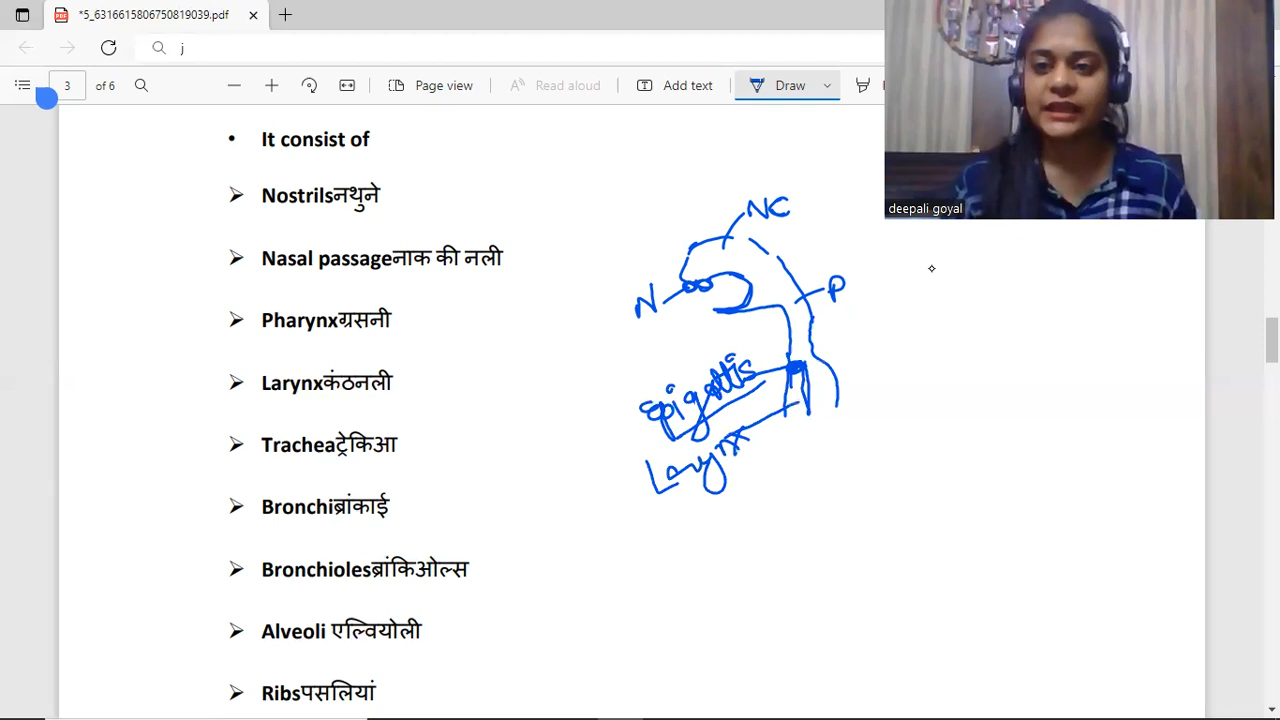 *5_6316615806750819039.pdf
j
3 of 6
Page view
Read aloud
Add text
Draw
deepali goyal
• It consist of
Nostrilsनथुने
Nasal passageनाक की नली
Pharynxग्रसनी
Larynxकंठनली
Tracheaट्रेकिआ
Bronchiब्रांकाई
Bronchiolesब्रांकिओल्स
Alveoli एल्वियोली
Ribsपसलियां
NC
N
P
Epigottis
Larynx